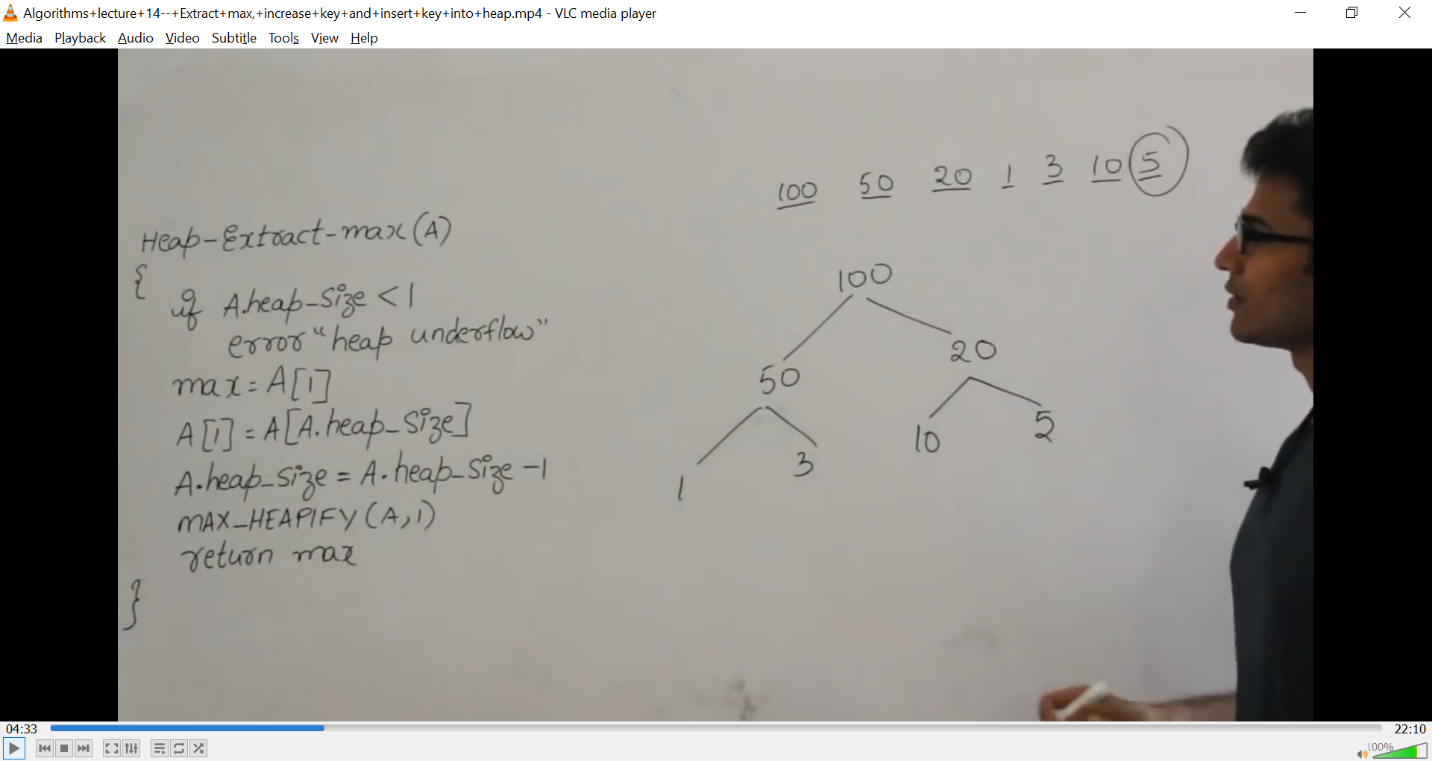 Algorithms+lecture+14--+Extract+max,+increase+key+and+insert+key+into+heap.mp4 - VLC media player
Media Playback Audio Video Subtitle Tools View Help
100 50 20 1 3 10 5
Heap-Extract-max(A)
{
if A.heap-size < 1
error "heap underflow"
max = A[1]
A[1] = A[A.heap_size]
A.heap_size = A.heap_size -1
MAX_HEAPIFY(A,1)
return max
}
100
50 20
1 3 10 5
04:33 22:10
100%